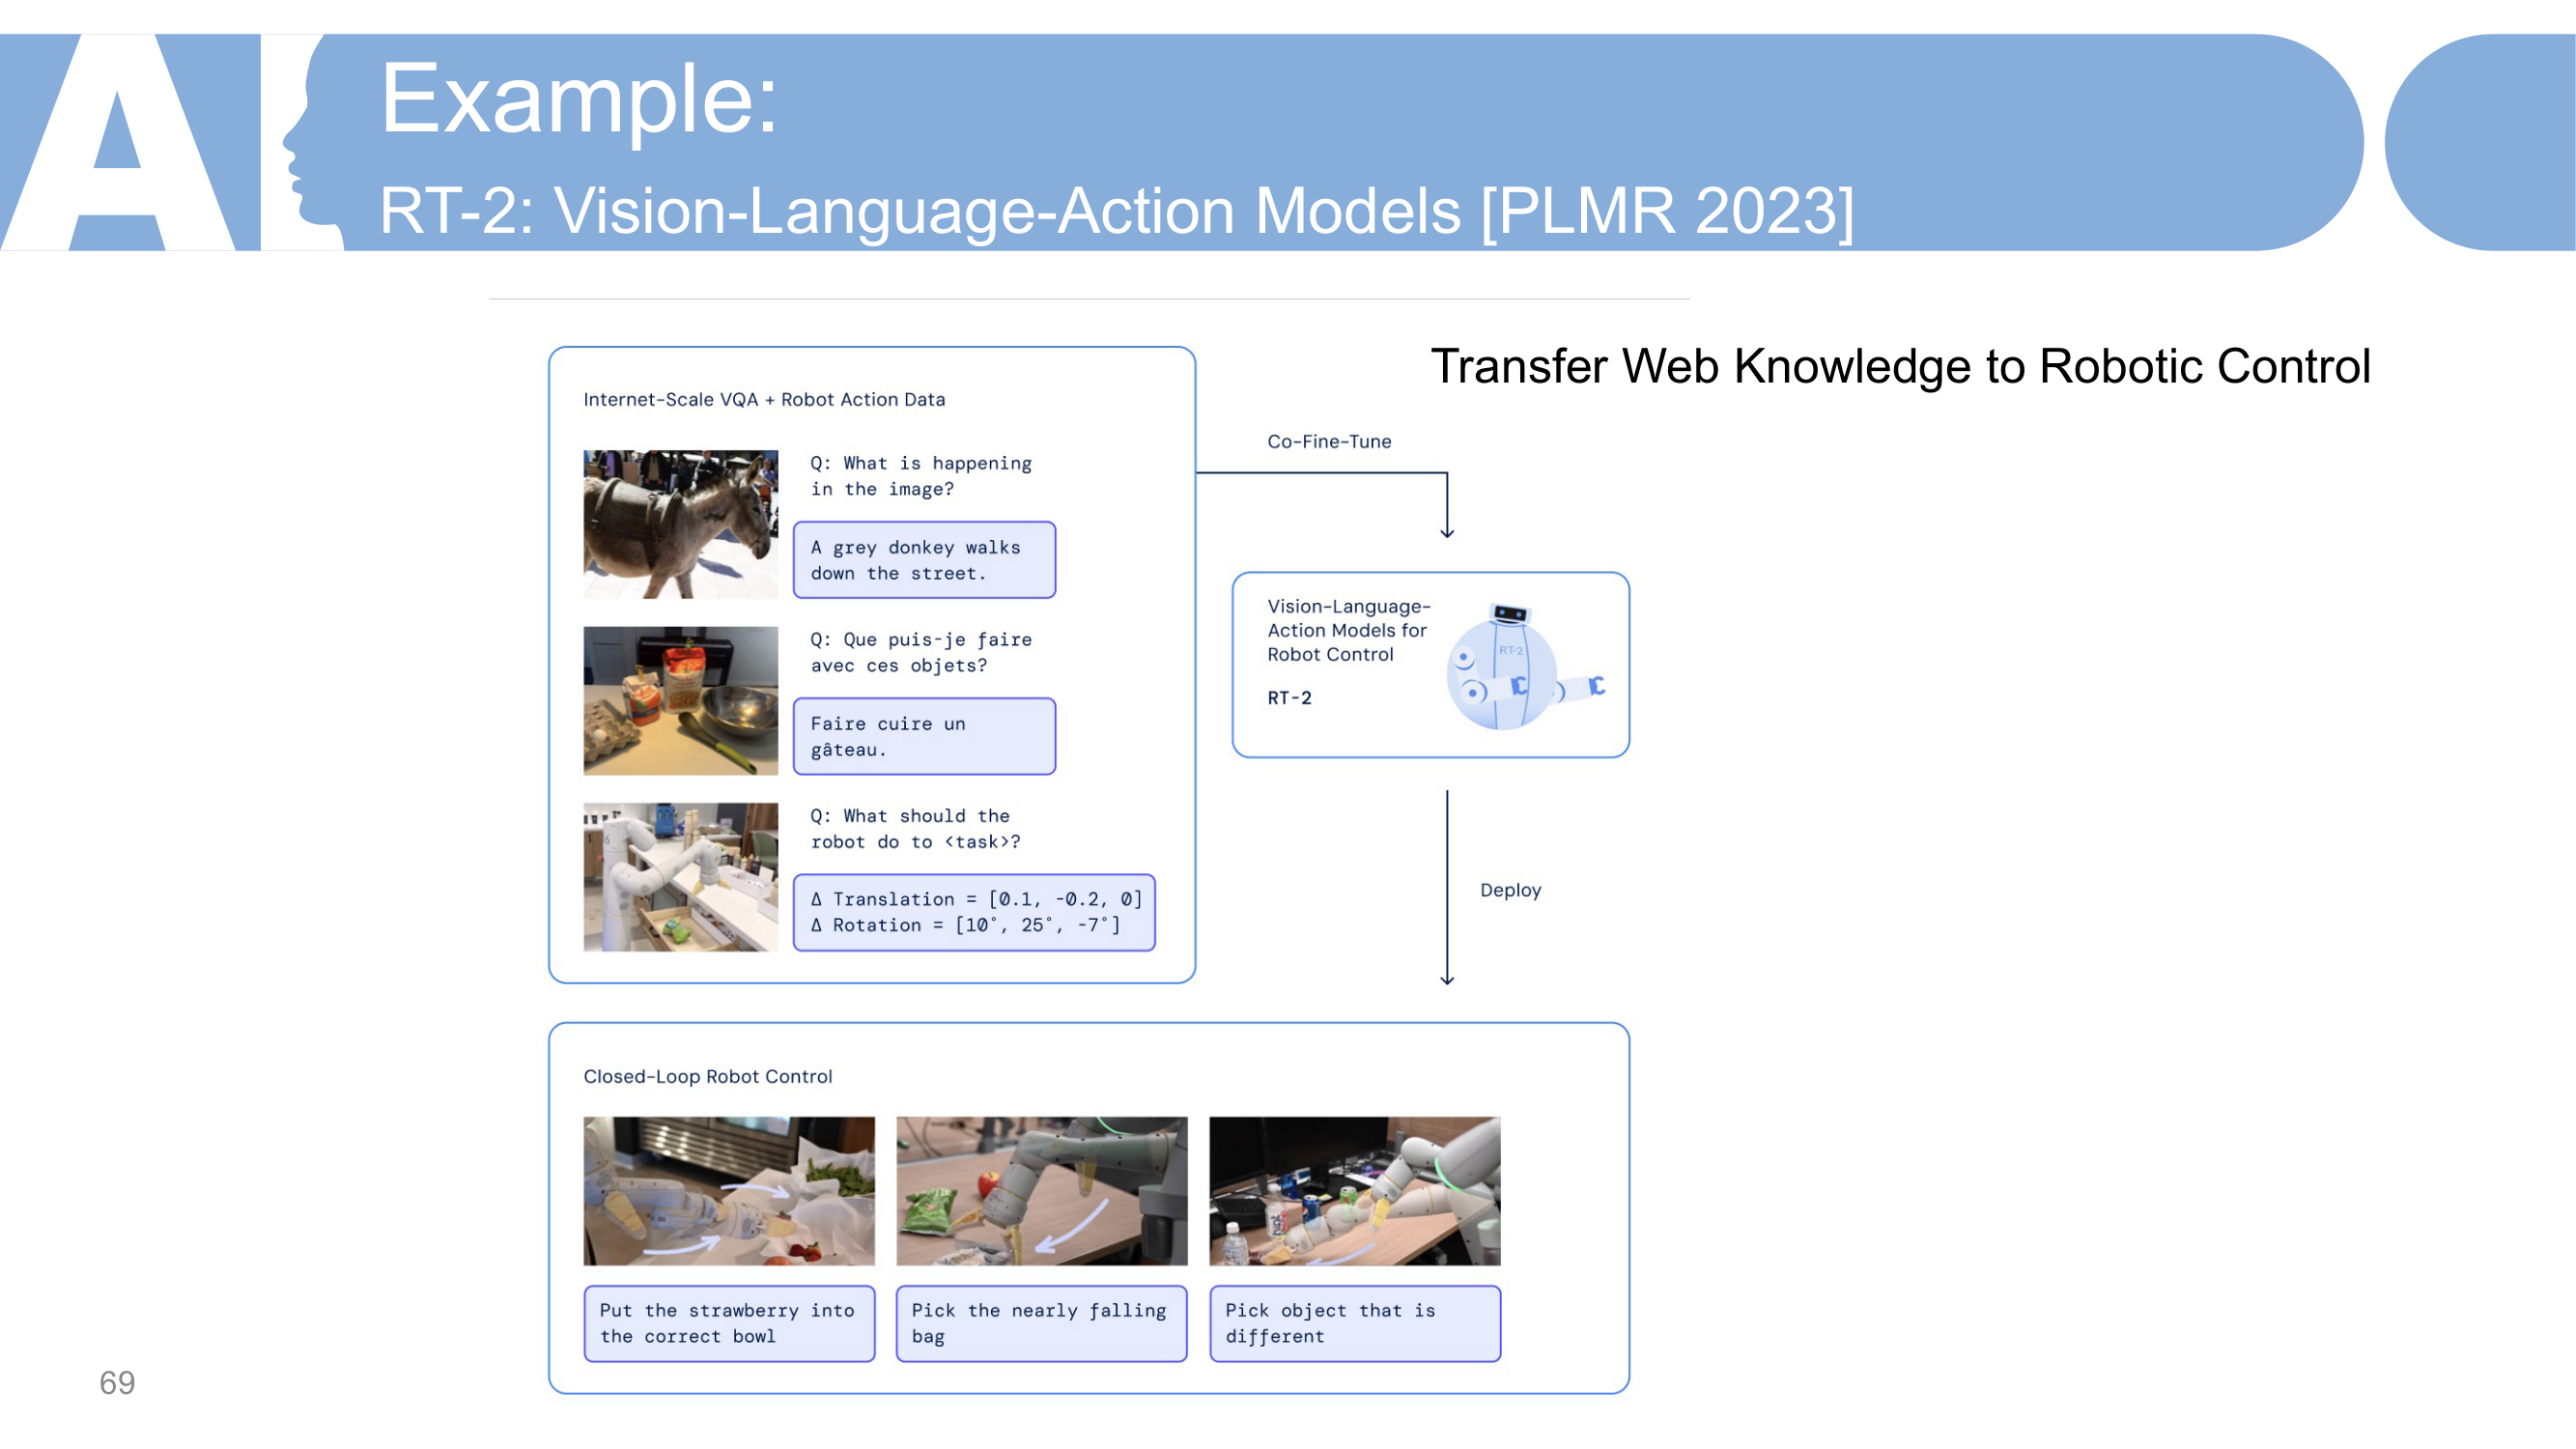 AI
Example:
RT-2: Vision-Language-Action Models [PLMR 2023]
Transfer Web Knowledge to Robotic Control
Internet-Scale VQA + Robot Action Data
Q: What is happening
in the image?
A grey donkey walks
down the street.
Q: Que puis-je faire
avec ces objets?
Faire cuire un
gâteau.
Q: What should the
robot do to <task>?
Δ Translation = [0.1, -0.2, 0]
Δ Rotation = [10°, 25°, -7°]
Co-Fine-Tune
Vision-Language-
Action Models for
Robot Control
RT-2
RT-2
Deploy
Closed-Loop Robot Control
Put the strawberry into
the correct bowl
Pick the nearly falling
bag
Pick object that is
different
69